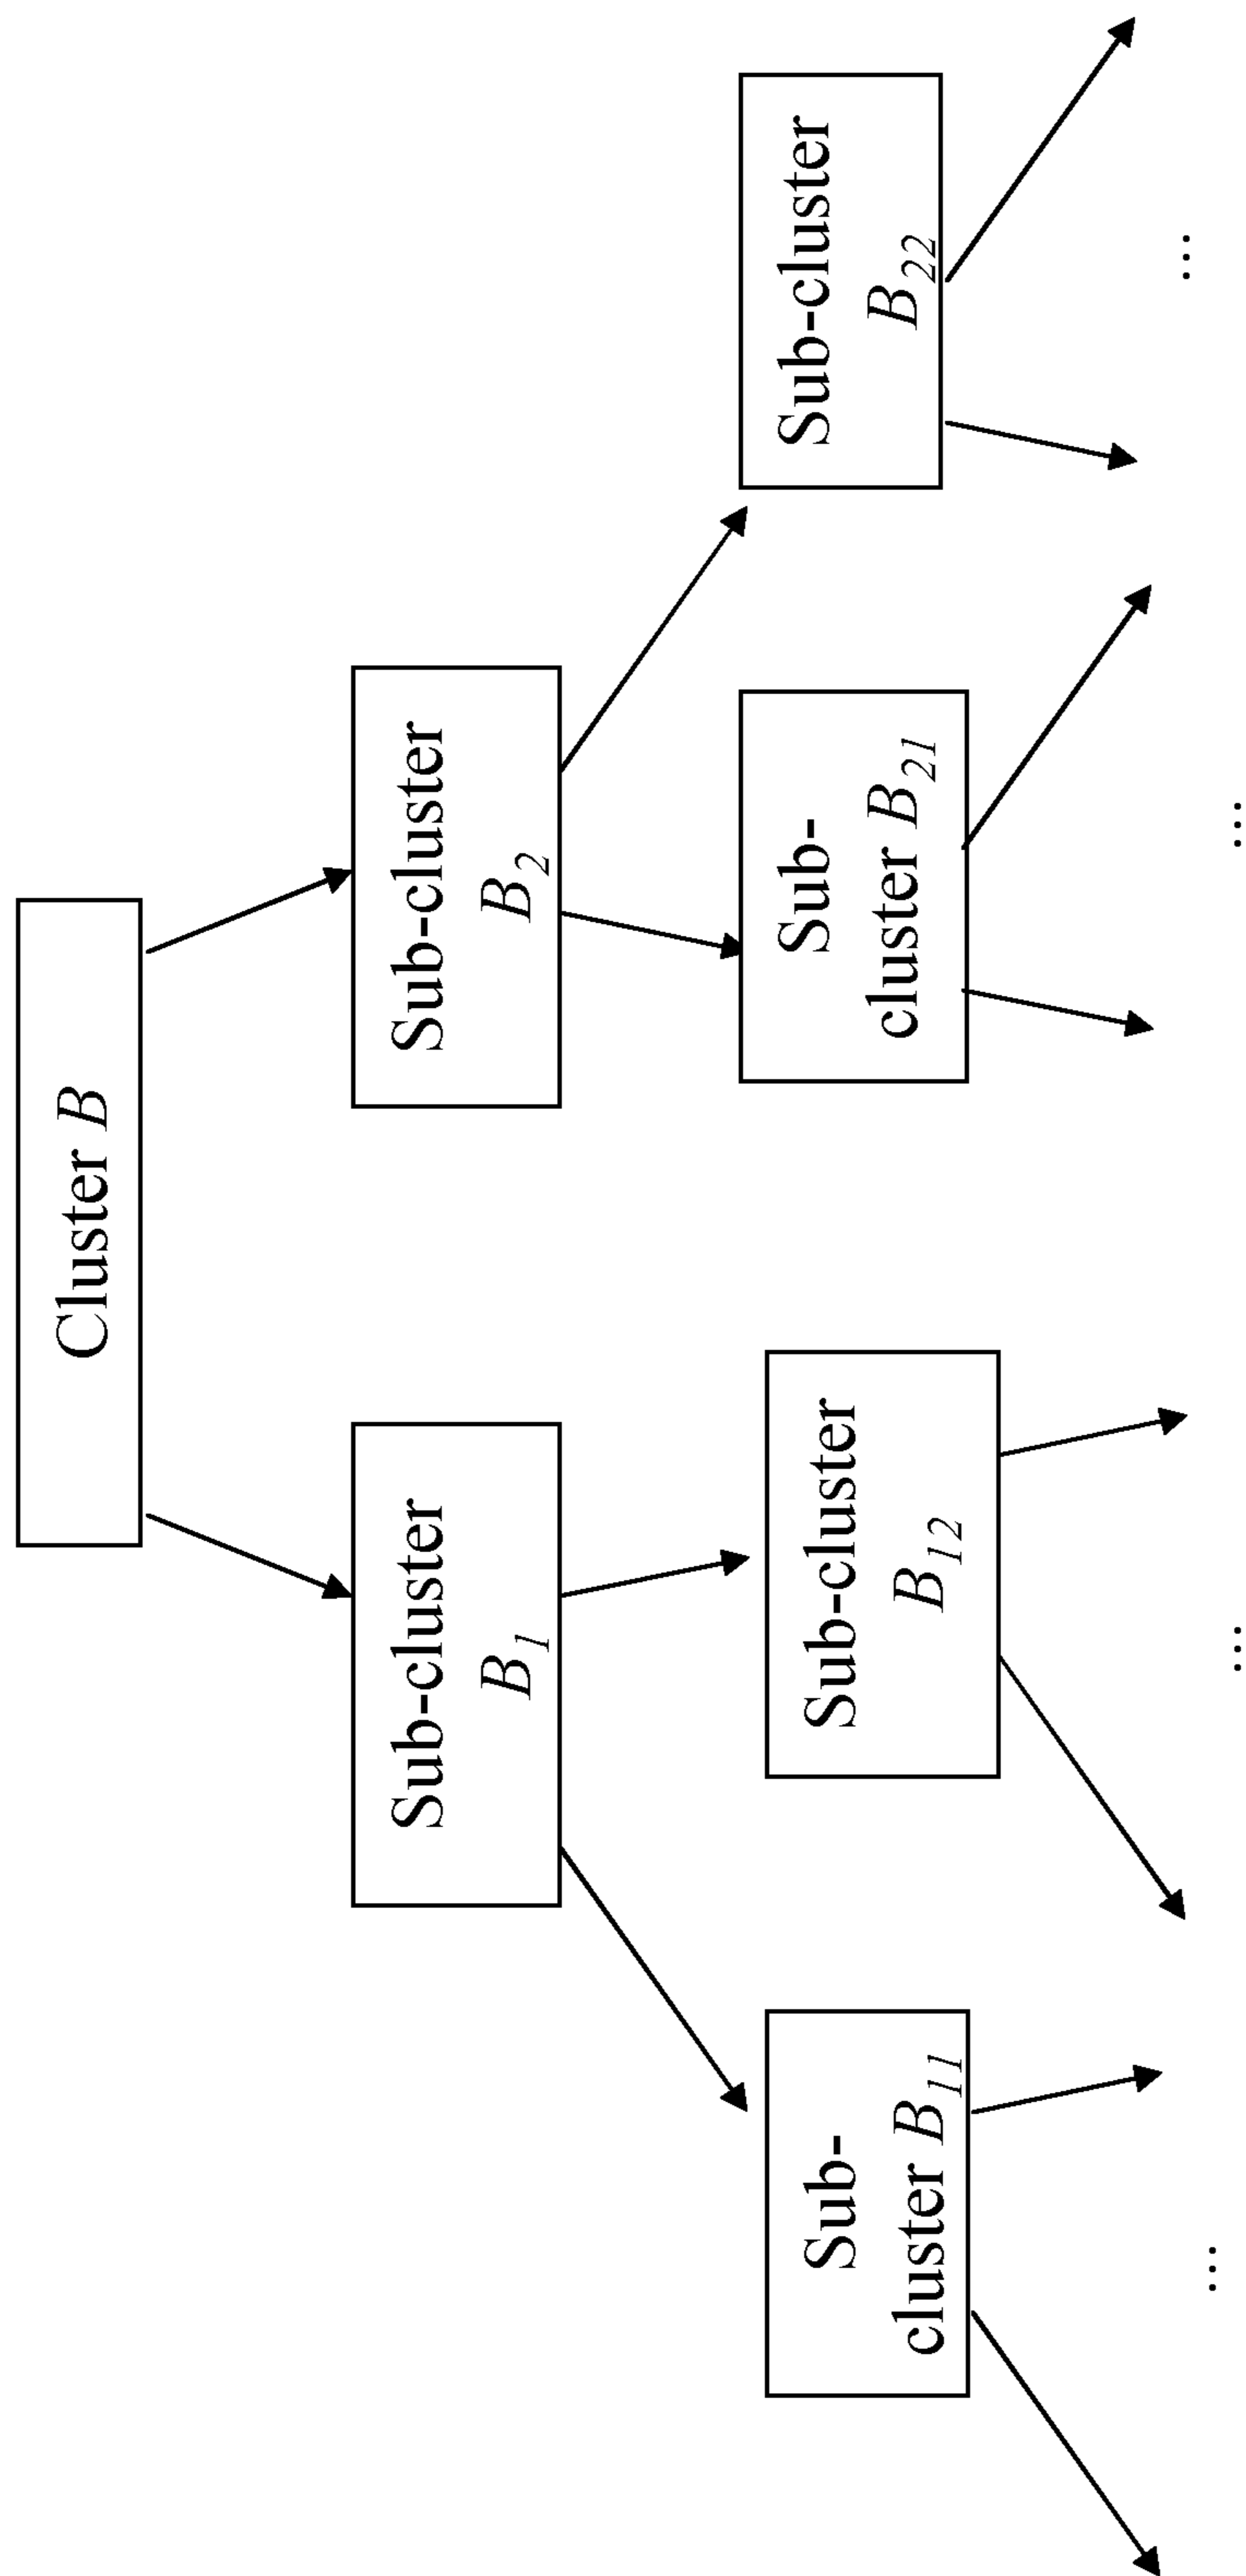 Cluster B
Sub-cluster
B₁
Sub-cluster
B₂
Sub-
cluster B₁₁
Sub-cluster
B₁₂
Sub-
cluster B₂₁
Sub-cluster
B₂₂
...
...
...
...